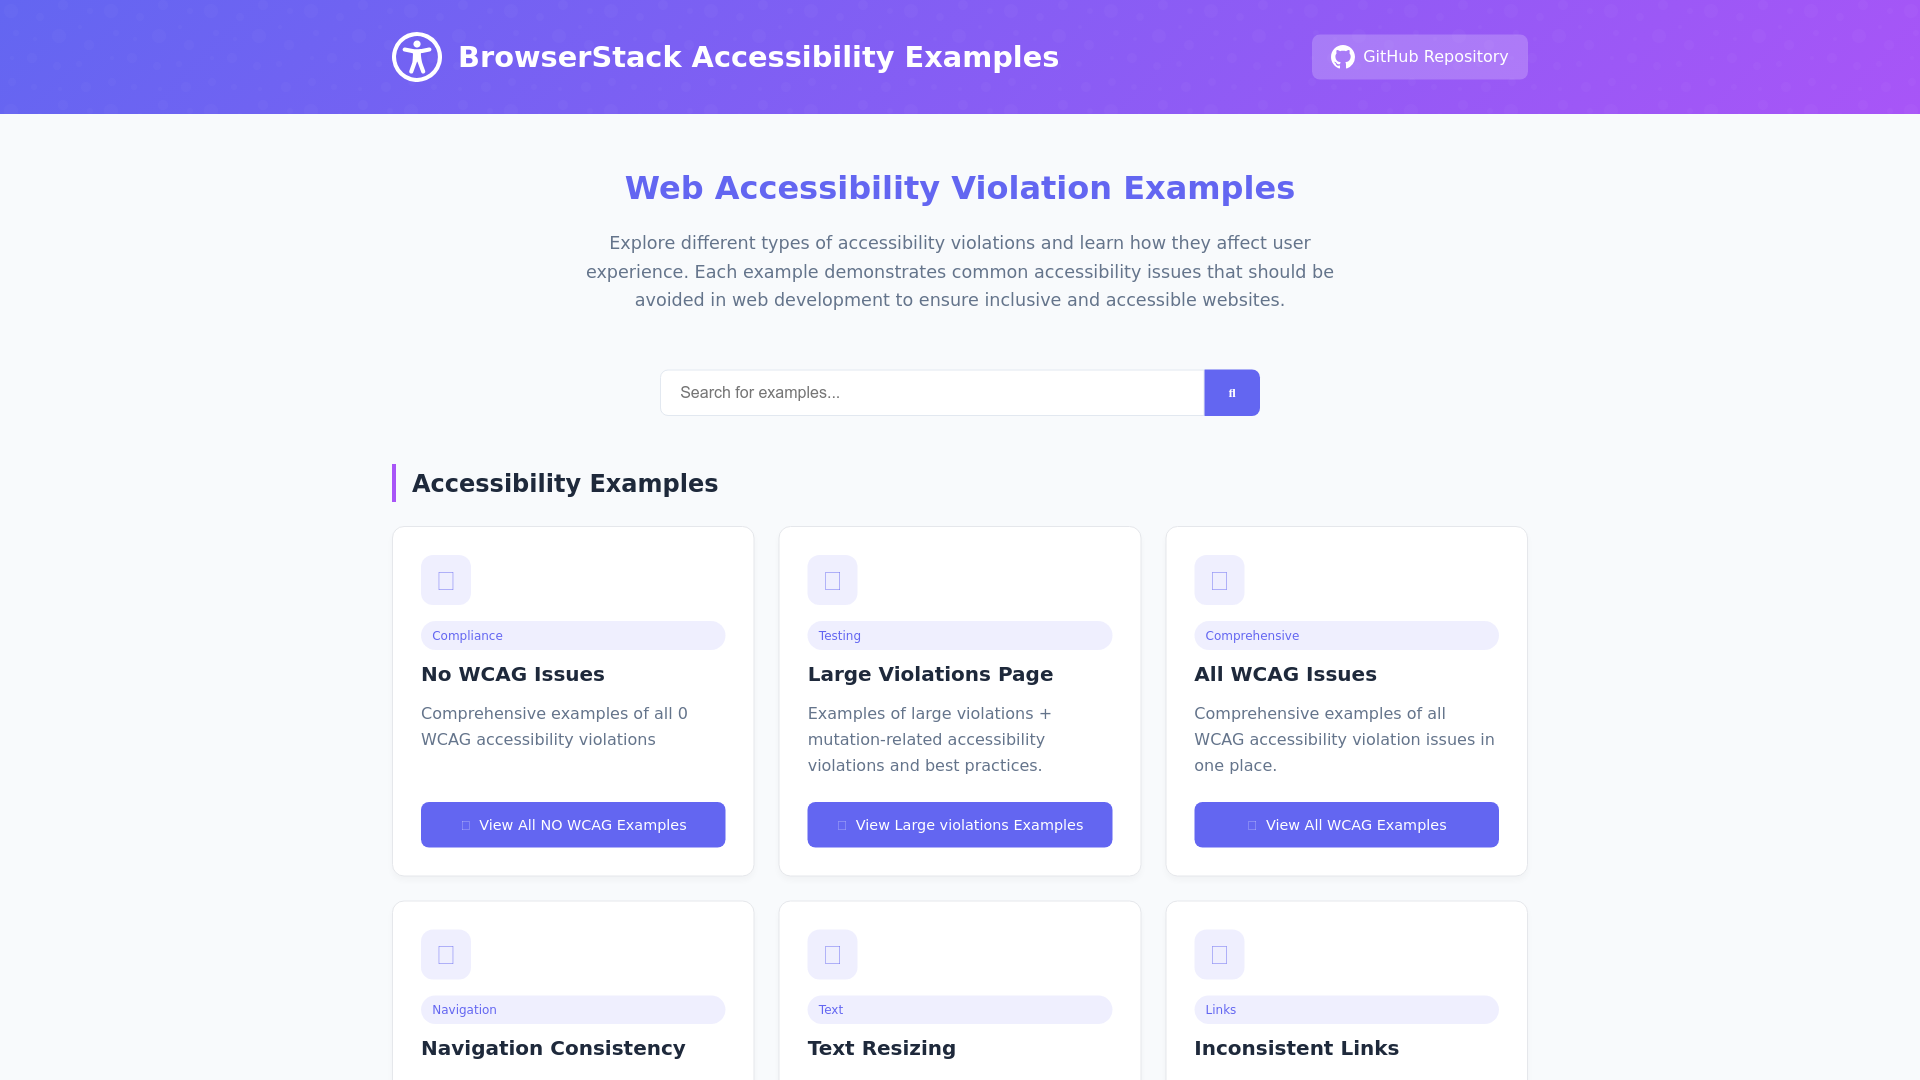 BrowserStack Accessibility Examples
GitHub Repository
Web Accessibility Violation Examples
Explore different types of accessibility violations and learn how they affect user
experience. Each example demonstrates common accessibility issues that should be
avoided in web development to ensure inclusive and accessible websites.
Search for examples...
Accessibility Examples
Compliance
No WCAG Issues
Comprehensive examples of all 0
WCAG accessibility violations
View All NO WCAG Examples
Testing
Large Violations Page
Examples of large violations +
mutation-related accessibility
violations and best practices.
View Large violations Examples
Comprehensive
All WCAG Issues
Comprehensive examples of all
WCAG accessibility violation issues in
one place.
View All WCAG Examples
Navigation
Navigation Consistency
Text
Text Resizing
Links
Inconsistent Links